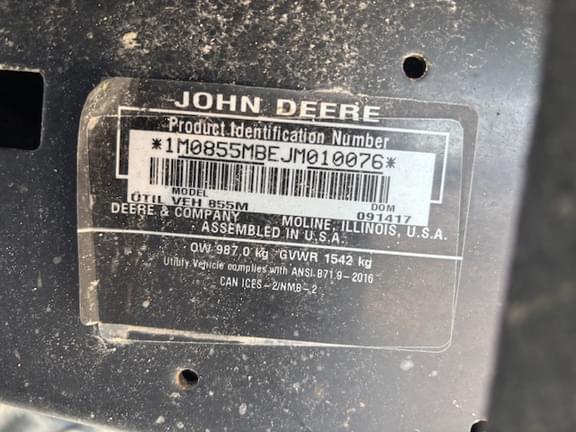 JOHN DEERE
Product Identification Number
*1M0855MBEJM010076*
MODEL DOM
UTIL VEH 855M 091417
DEERE & COMPANY MOLINE, ILLINOIS, U.S.A.
ASSEMBLED IN U.S.A.
OW 987.0 kg GVWR 1542 kg
Utility Vehicle complies with ANSI B71.9-2016
CAN ICES-2/NMB-2